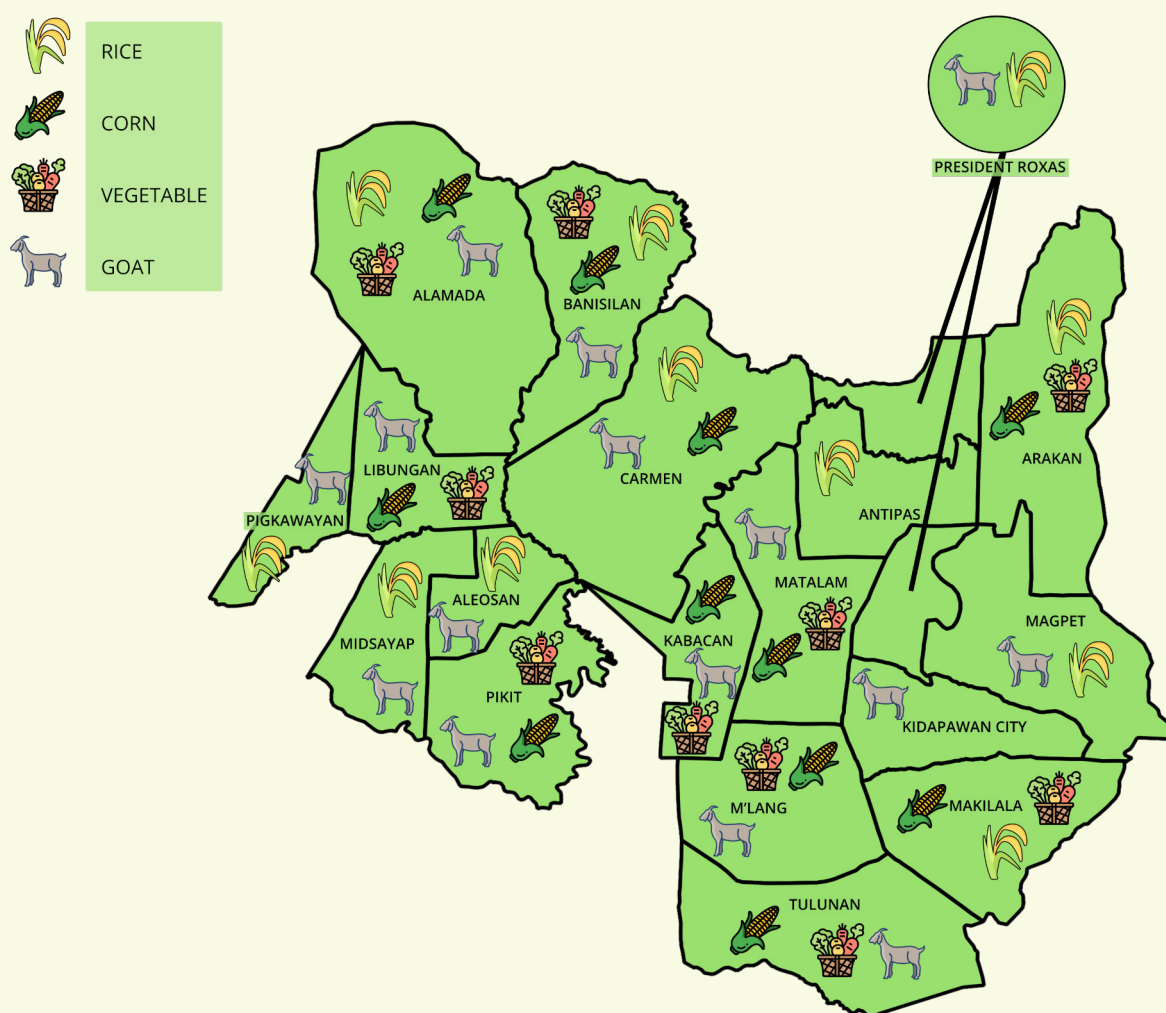 RICE
CORN
VEGETABLE
GOAT
PRESIDENT ROXAS
ALAMADA
BANISILAN
ARAKAN
LIBUNGAN
CARMEN
PIGKAWAYAN
ANTIPAS
ALEOSAN
MATALAM
MAGPET
MIDSAYAP
KABACAN
PIKIT
KIDAPAWAN CITY
M'LANG
MAKILALA
TULUNAN